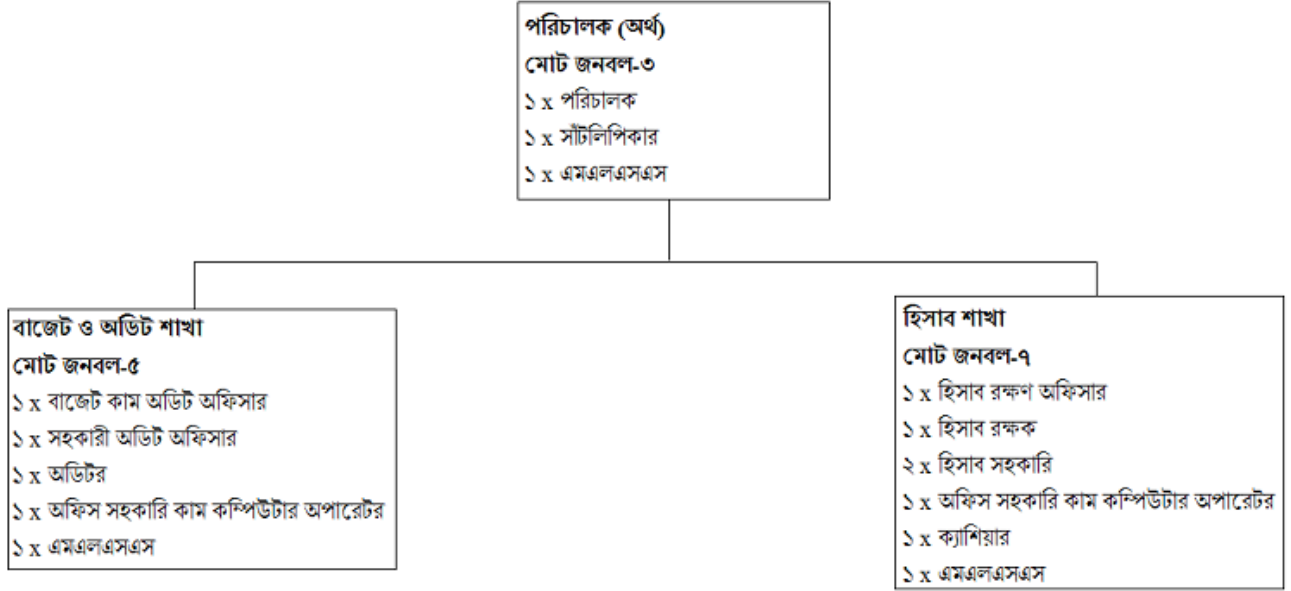 পরিচালক (অর্থ)
মোট জনবল-৩
১ x পরিচালক
১ x সাঁটলিপিকার
১ x এমএলএসএস
বাজেট ও অডিট শাখা
মোট জনবল-৫
১ x বাজেট কাম অডিট অফিসার
১ x সহকারী অডিট অফিসার
১ x অডিটর
১ x অফিস সহকারি কাম কম্পিউটার অপারেটর
১ x এমএলএসএস
হিসাব শাখা
মোট জনবল-৭
১ x হিসাব রক্ষণ অফিসার
১ x হিসাব রক্ষক
২ x হিসাব সহকারি
১ x অফিস সহকারি কাম কম্পিউটার অপারেটর
১ x ক্যাশিয়ার
১ x এমএলএসএস